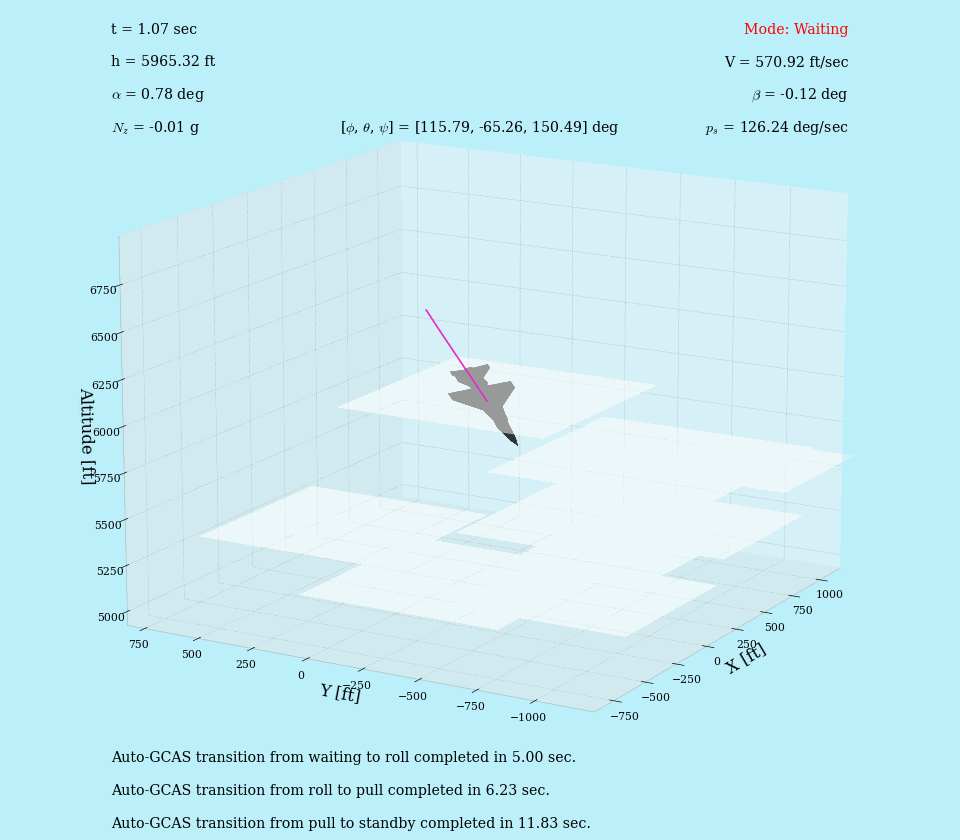 t = 1.07 sec
Mode: Waiting
h = 5965.32 ft
V = 570.92 ft/sec
α = 0.78 deg
β = -0.12 deg
N_z = -0.01 g
[ϕ, θ, ψ] = [115.79, -65.26, 150.49] deg
p_s = 126.24 deg/sec
6750
6500
6250
6000
5750
5500
5250
5000
Altitude [ft]
750
500
250
0
−250
−500
−750
−1000
Y [ft]
1000
750
500
250
0
−250
−500
−750
X [ft]
Auto-GCAS transition from waiting to roll completed in 5.00 sec.
Auto-GCAS transition from roll to pull completed in 6.23 sec.
Auto-GCAS transition from pull to standby completed in 11.83 sec.